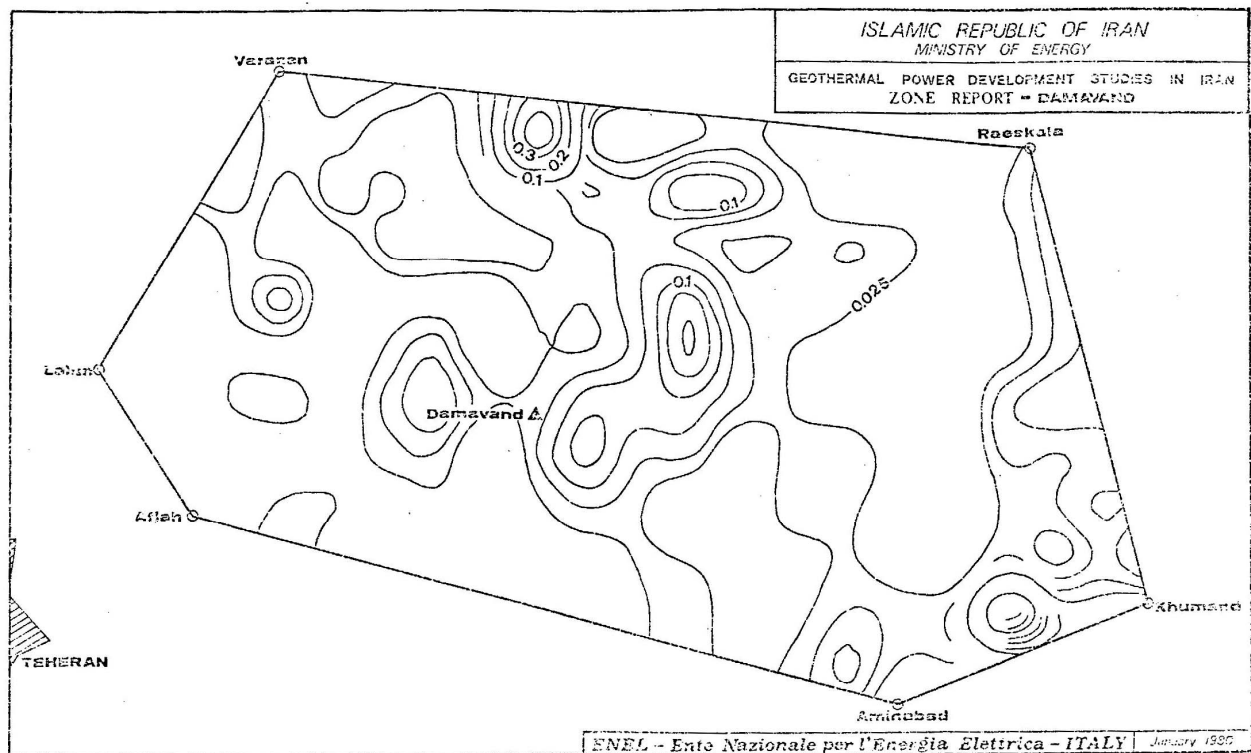 ISLAMIC REPUBLIC OF IRAN
MINISTRY OF ENERGY
GEOTHERMAL POWER DEVELOPMENT STUDIES IN IRAN
ZONE REPORT - DAMAVAND
Varazan
Raeskala
0.3
0.2
0.1
0.1
0.1
0.025
Damavand
Aflah
Khumand
TEHERAN
Aminabad
ENEL - Ente Nazionale per l'Energia Elettrica - ITALY
January